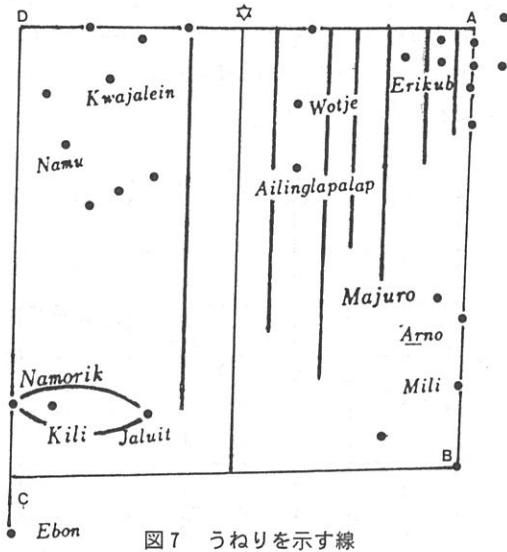 D
A
Kwajalein
Wotje
Erikub
Namu
Ailinglapalap
Majuro
Arno
Namorik
Mili
Kili
Jaluit
B
C
Ebon
図7 うねりを示す線